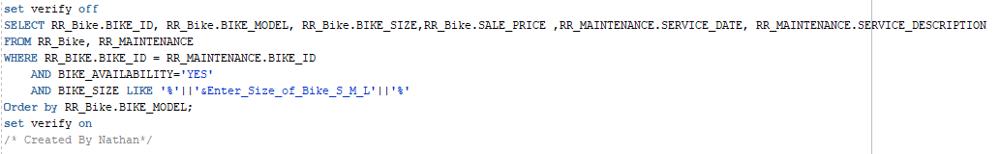 set verify off
SELECT RR_Bike.BIKE_ID, RR_Bike.BIKE_MODEL, RR_Bike.BIKE_SIZE,RR_Bike.SALE_PRICE ,RR_MAINTENANCE.SERVICE_DATE, RR_MAINTENANCE.SERVICE_DESCRIPTION
FROM RR_Bike, RR_MAINTENANCE
WHERE RR_BIKE.BIKE_ID = RR_MAINTENANCE.BIKE_ID
    AND BIKE_AVAILABILITY='YES'
    AND BIKE_SIZE LIKE '%'||'&Enter_Size_of_Bike_S_M_L'||'%'
Order by RR_Bike.BIKE_MODEL;
set verify on
/* Created By Nathan*/